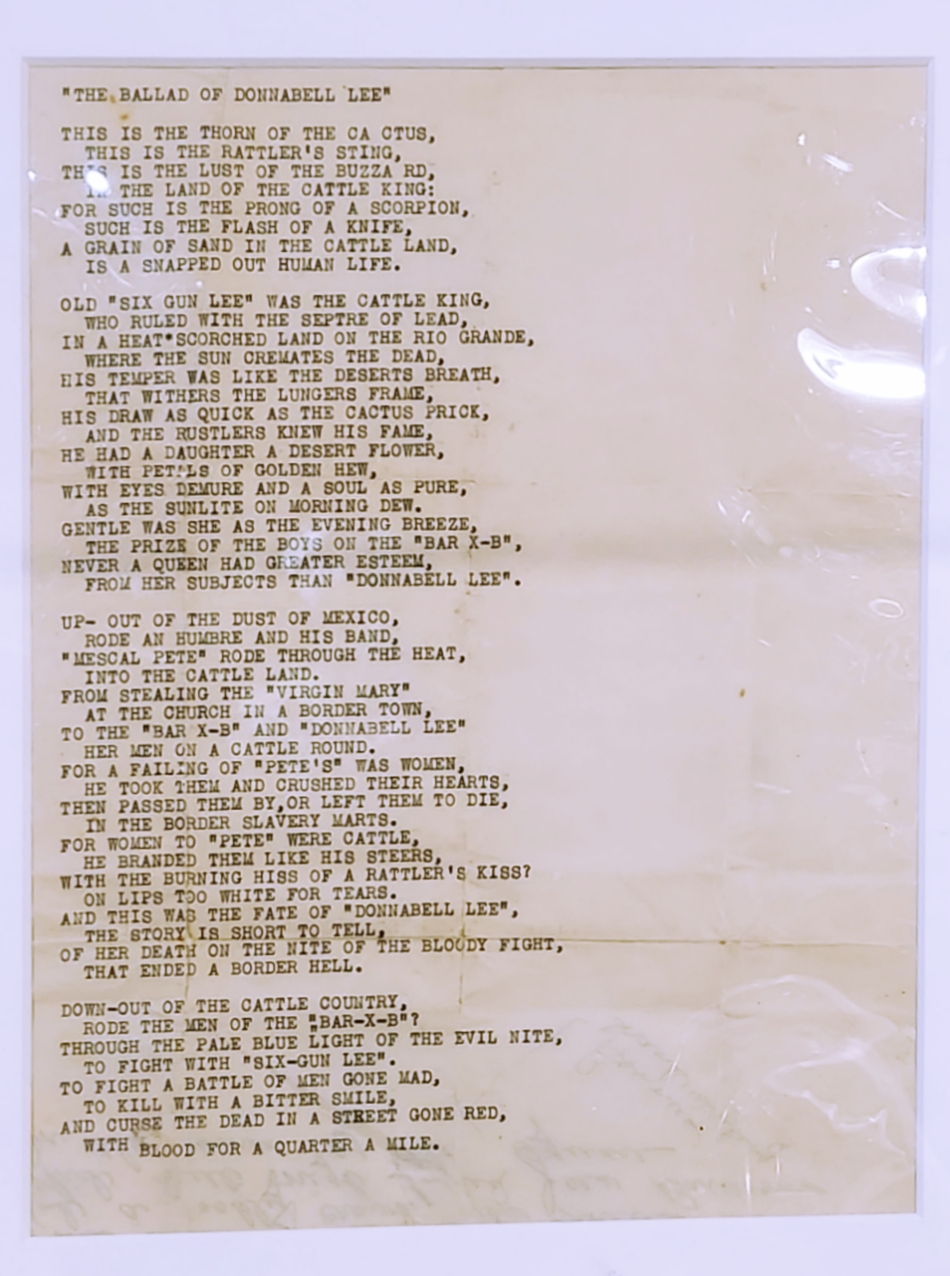 "THE BALLAD OF DONNABELL LEE"
THIS IS THE THORN OF THE CA CTUS,
THIS IS THE RATTLER'S STING,
THIS IS THE LUST OF THE BUZZA RD,
IN THE LAND OF THE CATTLE KING:
FOR SUCH IS THE PRONG OF A SCORPION,
SUCH IS THE FLASH OF A KNIFE,
A GRAIN OF SAND IN THE CATTLE LAND,
IS A SNAPPED OUT HUMAN LIFE.
OLD "SIX GUN LEE" WAS THE CATTLE KING,
WHO RULED WITH THE SEPTRE OF LEAD,
IN A HEAT*SCORCHED LAND ON THE RIO GRANDE,
WHERE THE SUN CREMATES THE DEAD,
HIS TEMPER WAS LIKE THE DESERTS BREATH,
THAT WITHERS THE LUNGERS FRAME,
HIS DRAW AS QUICK AS THE CACTUS PRICK,
AND THE RUSTLERS KNEW HIS FAME,
HE HAD A DAUGHTER A DESERT FLOWER,
WITH PETALS OF GOLDEN HEW,
WITH EYES DEMURE AND A SOUL AS PURE,
AS THE SUNLITE ON MORNING DEW.
GENTLE WAS SHE AS THE EVENING BREEZE,
THE PRIZE OF THE BOYS ON THE "BAR X-B",
NEVER A QUEEN HAD GREATER ESTEEM,
FROM HER SUBJECTS THAN "DONNABELL LEE".
UP- OUT OF THE DUST OF MEXICO,
RODE AN HUMBRE AND HIS BAND,
"MESCAL PETE" RODE THROUGH THE HEAT,
INTO THE CATTLE LAND.
FROM STEALING THE "VIRGIN MARY"
AT THE CHURCH IN A BORDER TOWN,
TO THE "BAR X-B" AND "DONNABELL LEE"
HER MEN ON A CATTLE ROUND.
FOR A FAILING OF "PETE'S" WAS WOMEN,
HE TOOK THEM AND CRUSHED THEIR HEARTS,
THEN PASSED THEM BY,OR LEFT THEM TO DIE,
IN THE BORDER SLAVERY MARTS.
FOR WOMEN TO "PETE" WERE CATTLE,
HE BRANDED THEM LIKE HIS STEERS,
WITH THE BURNING HISS OF A RATTLER'S KISS?
ON LIPS TOO WHITE FOR TEARS.
AND THIS WAS THE FATE OF "DONNABELL LEE",
THE STORY IS SHORT TO TELL,
OF HER DEATH ON THE NITE OF THE BLOODY FIGHT,
THAT ENDED A BORDER HELL.
DOWN-OUT OF THE CATTLE COUNTRY,
RODE THE MEN OF THE "BAR-X-B"?
THROUGH THE PALE BLUE LIGHT OF THE EVIL NITE,
TO FIGHT WITH "SIX-GUN LEE".
TO FIGHT A BATTLE OF MEN GONE MAD,
TO KILL WITH A BITTER SMILE,
AND CURSE THE DEAD IN A STREET GONE RED,
WITH BLOOD FOR A QUARTER A MILE.